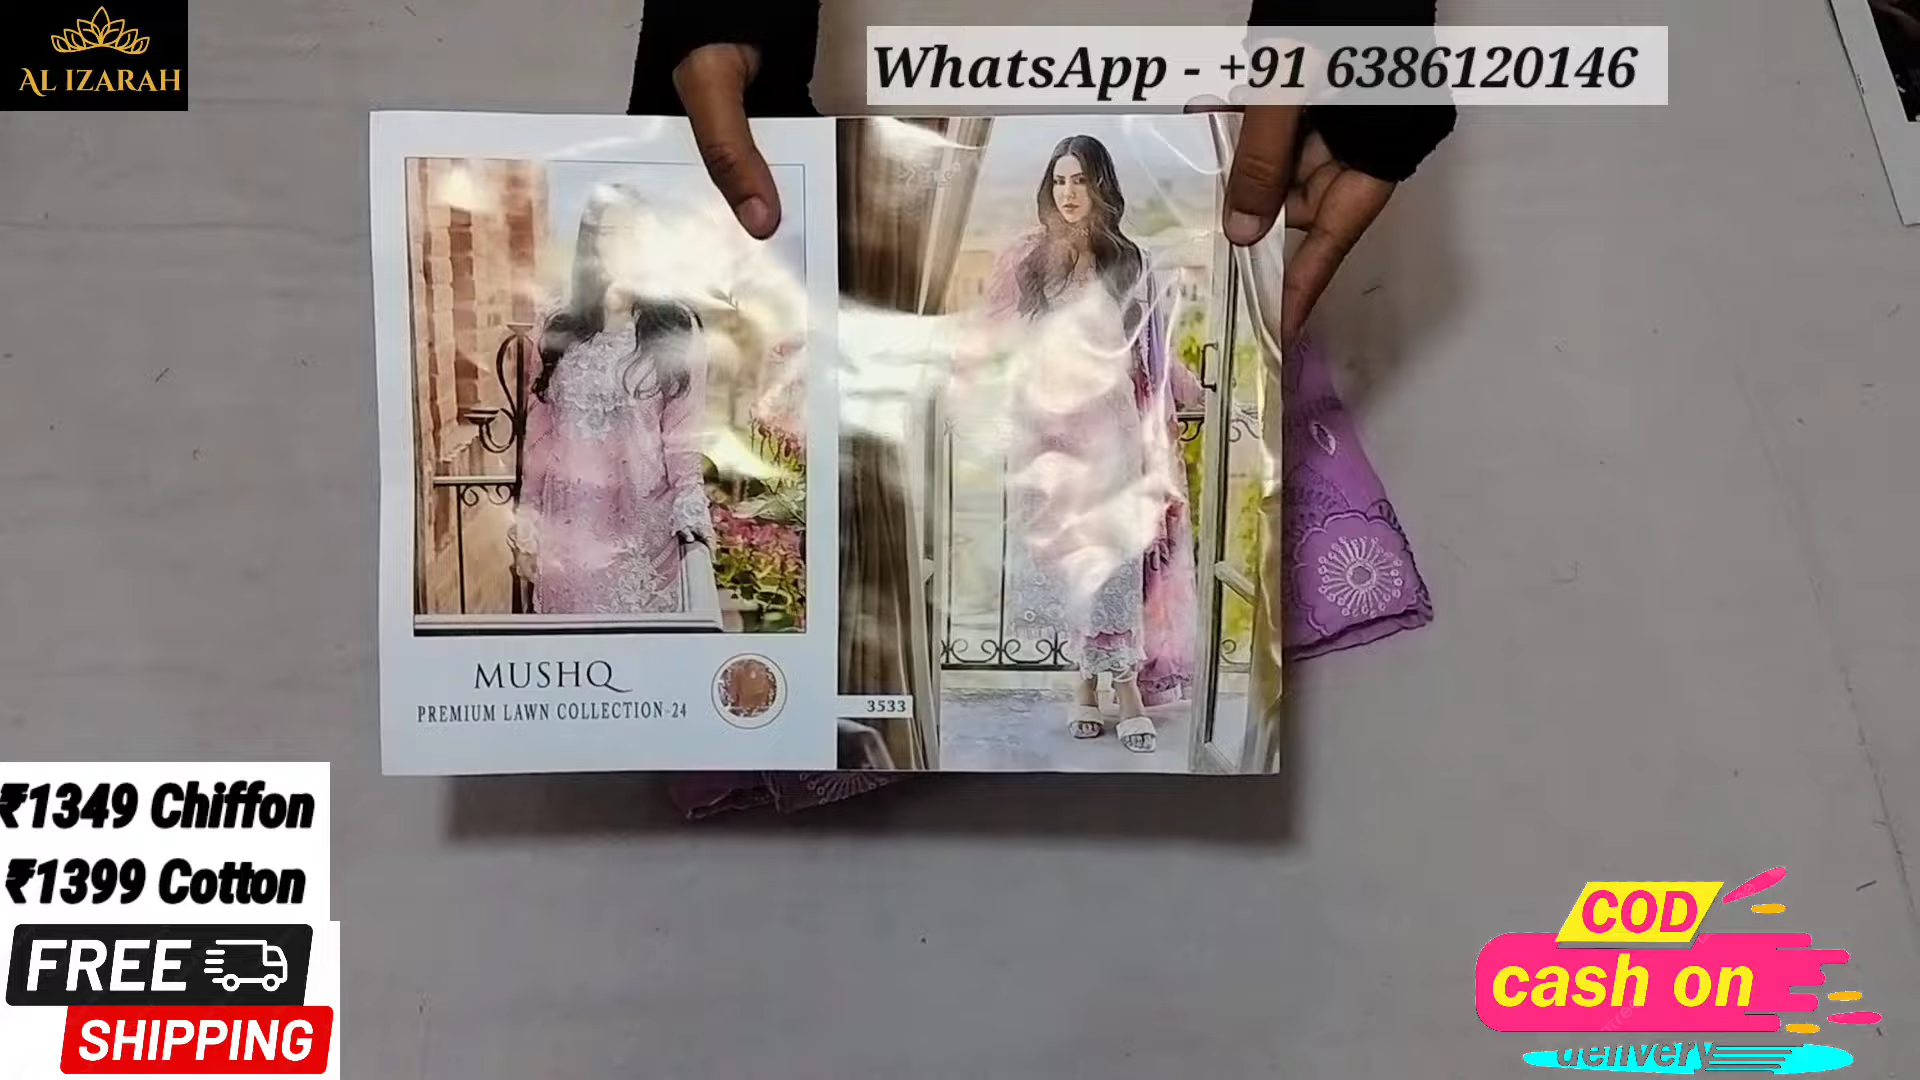 AL IZARAH
WhatsApp - +91 6386120146
MUSHQ
PREMIUM LAWN COLLECTION-24
3533
₹1349 Chiffon
₹1399 Cotton
FREE
SHIPPING
COD
cash on
delivery